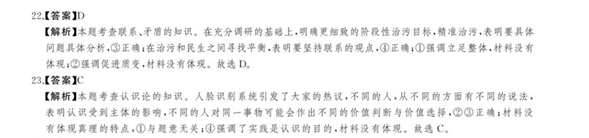 22.【答案】D
【解析】本题考查联系、矛盾的知识。在充分调研的基础上,明确更细致的阶段性治污目标,精准治污,表明要具体
问题具体分析,③正确;在治污和民生之间寻找平衡,表明要坚持联系的观点,④正确;①强调立足整体,材料没有
体现;②强调促进质变,材料没有体现。故选D。
23.【答案】C
【解析】本题考查认识论的知识。人脸识别系统引发了大家的热议,不同的人,从不同的方面有不同的说法,
表明认识受到主体的影响,不同的人对同一事物可能会作出不同的价值判断与价值选择,②③正确;材料没
有体现真理的特点,①与题意无关;④强调了实践是认识的目的,材料没有体现。故选C。